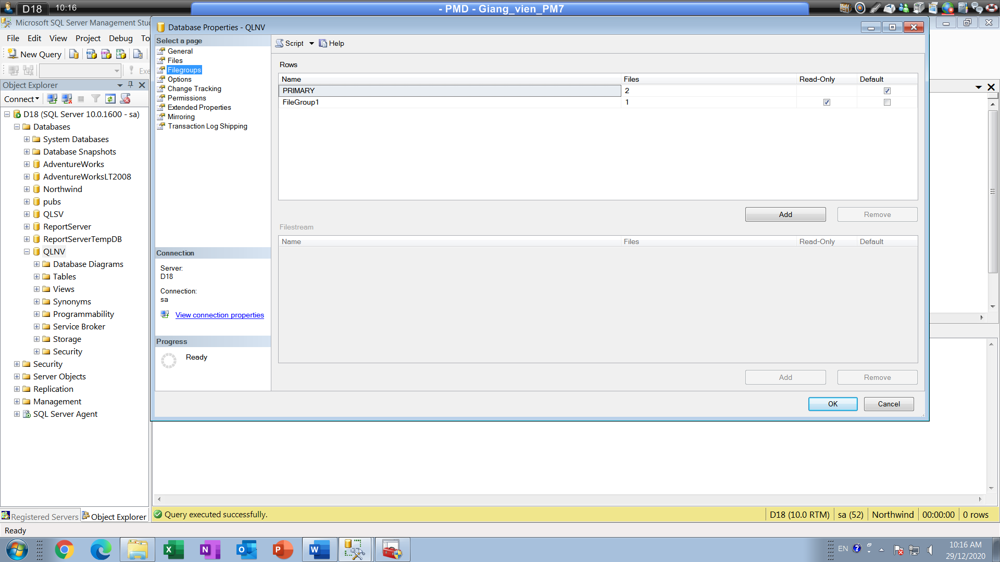 D18
10:16
- PMD - Giang_vien_PM7
Microsoft SQL Server Management Stu
File Edit View Project Debug To
New Query
Exe
Object Explorer
Connect
D18 (SQL Server 10.0.1600 - sa)
Databases
System Databases
Database Snapshots
AdventureWorks
AdventureWorksLT2008
Northwind
pubs
QLSV
ReportServer
ReportServerTempDB
QLNV
Database Diagrams
Tables
Views
Synonyms
Programmability
Service Broker
Storage
Security
Security
Server Objects
Replication
Management
SQL Server Agent
Registered Servers
Object Explorer
Database Properties - QLNV
Select a page
General
Files
Filegroups
Options
Change Tracking
Permissions
Extended Properties
Mirroring
Transaction Log Shipping
Connection
Server:
D18
Connection:
sa
View connection properties
Progress
Ready
Script Help
Rows
Name Files Read-Only Default
PRIMARY 2
FileGroup1 1
Add Remove
Filestream
Name Files Read-Only Default
Add Remove
OK Cancel
Query executed successfully.
D18 (10.0 RTM) sa (52) Northwind 00:00:00 0 rows
Ready
EN
10:16 AM
29/12/2020